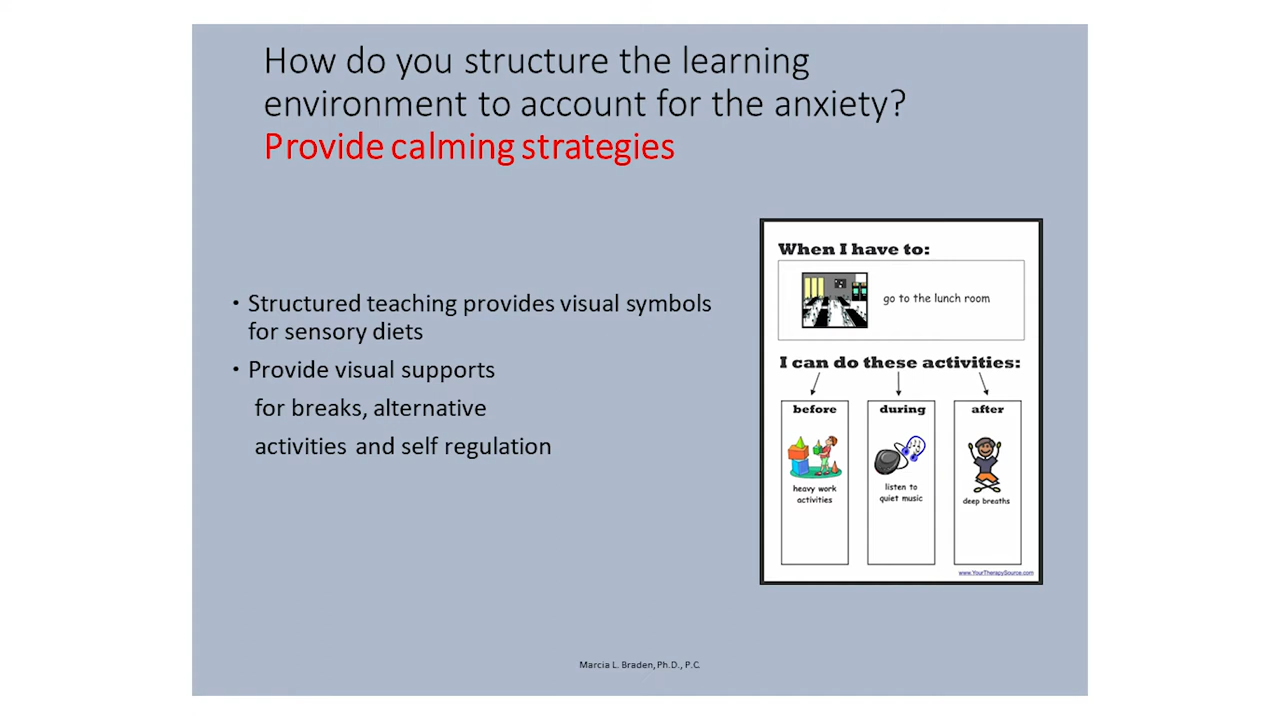 How do you structure the learning
environment to account for the anxiety?
Provide calming strategies
• Structured teaching provides visual symbols
for sensory diets
• Provide visual supports
for breaks, alternative
activities and self regulation
When I have to:
go to the lunch room
I can do these activities:
before
heavy work
activities
during
listen to
quiet music
after
deep breaths
www.YourTherapySource.com
Marcia L. Braden, Ph.D., P.C.